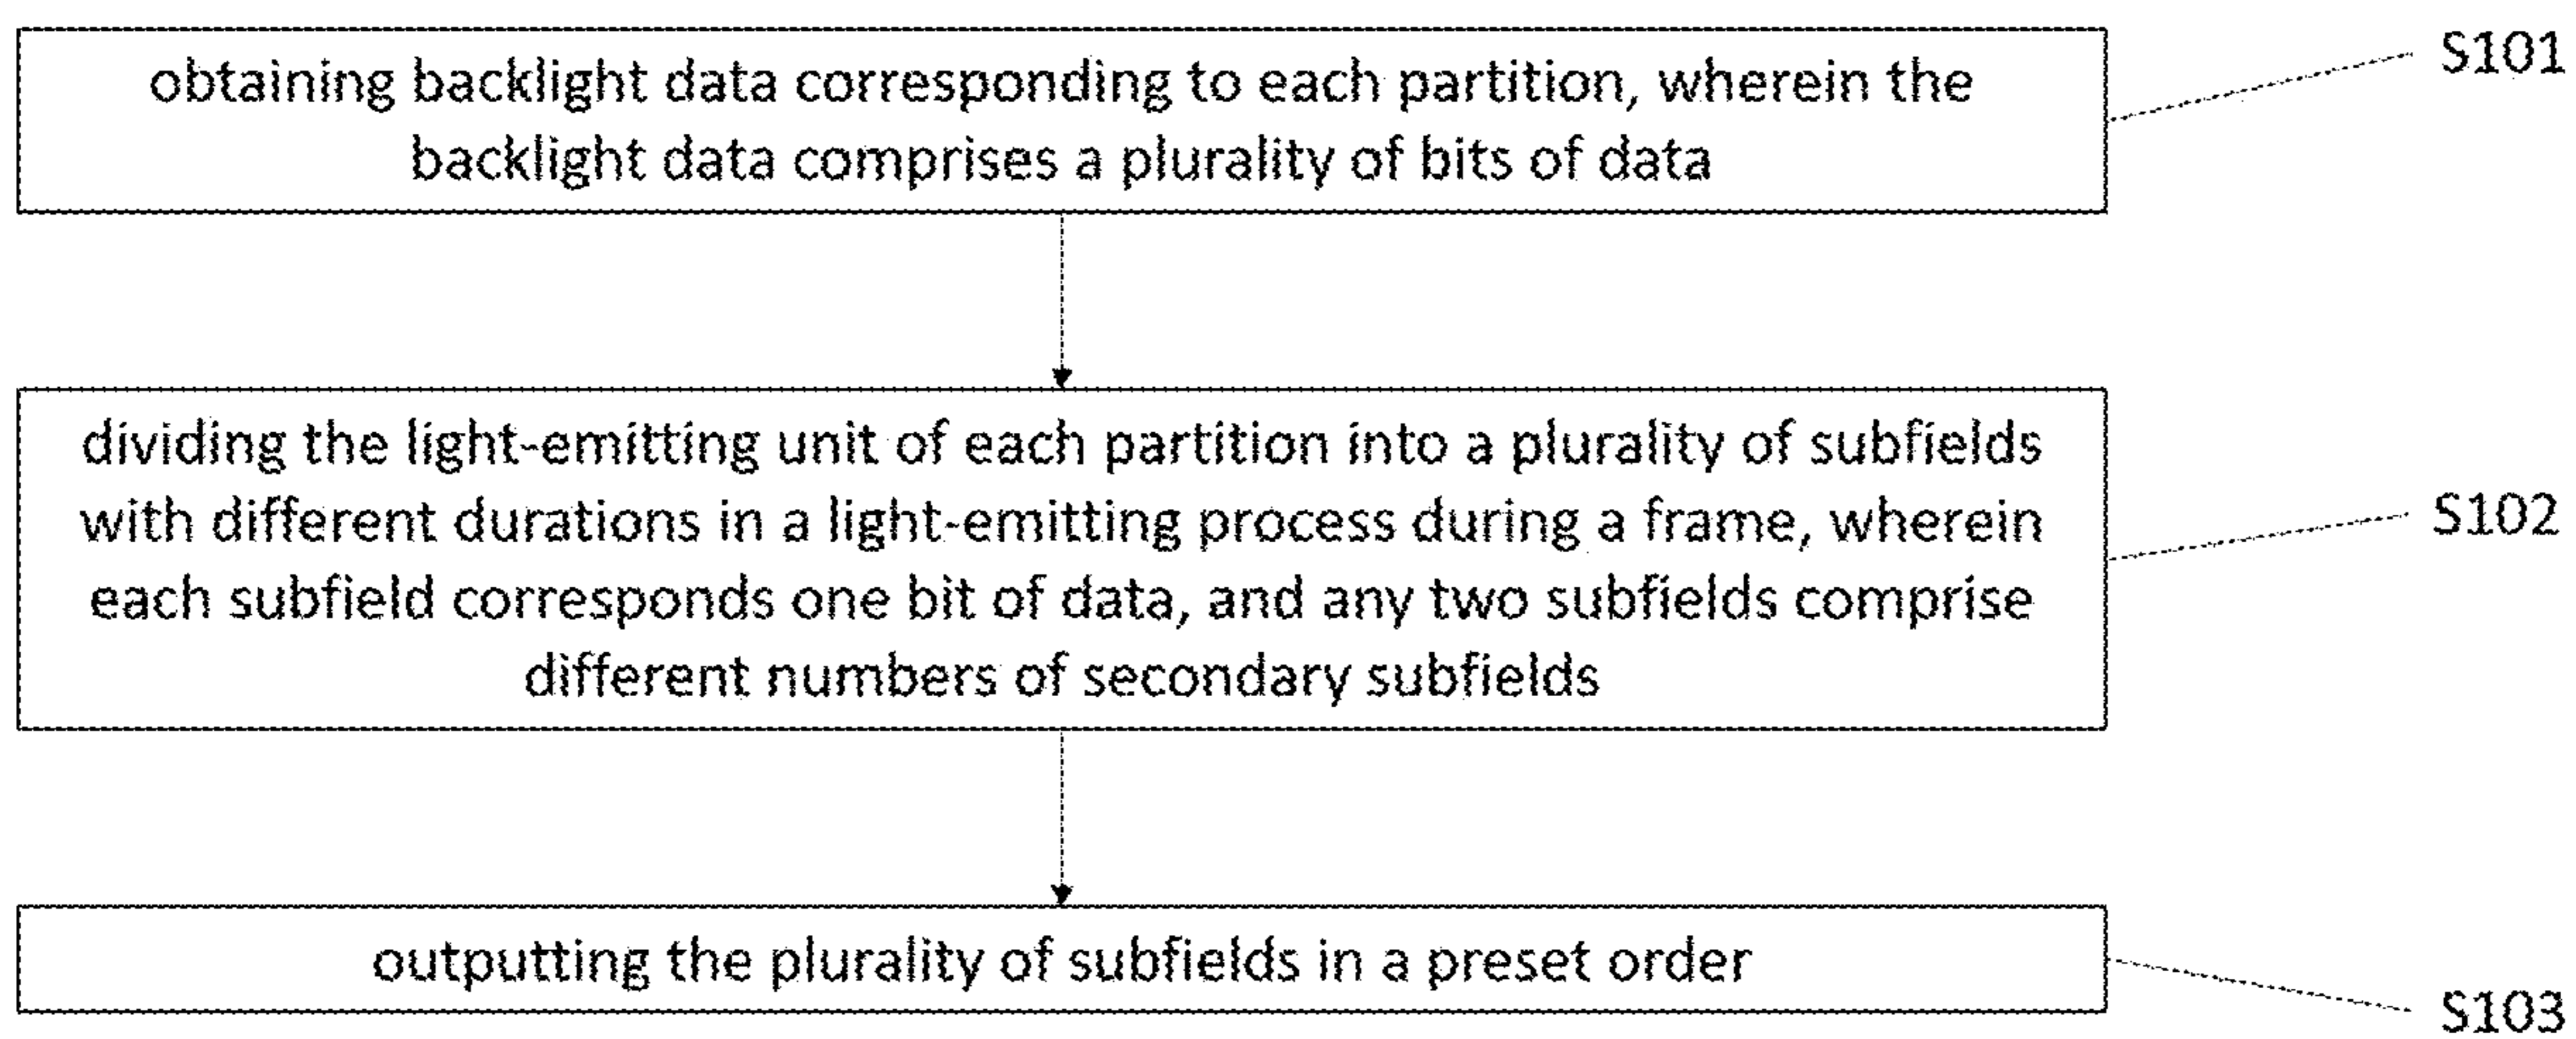 obtaining backlight data corresponding to each partition, wherein the
backlight data comprises a plurality of bits of data
S101
dividing the light-emitting unit of each partition into a plurality of subfields
with different durations in a light-emitting process during a frame, wherein
each subfield corresponds one bit of data, and any two subfields comprise
different numbers of secondary subfields
S102
outputting the plurality of subfields in a preset order
S103